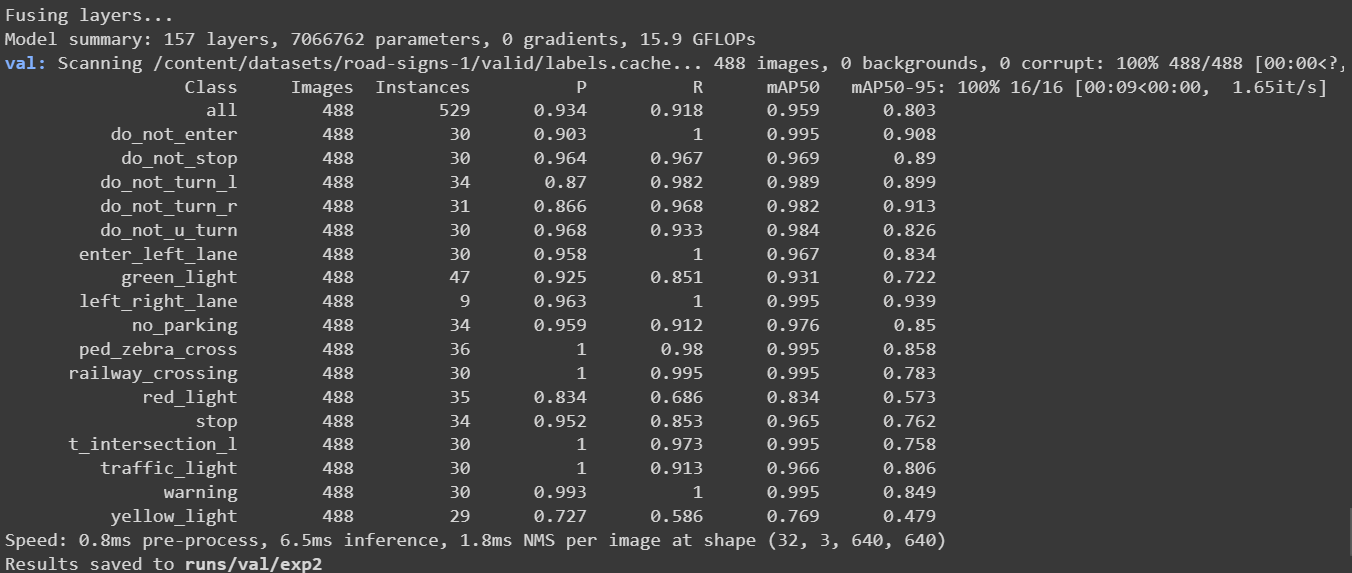 Fusing layers...
Model summary: 157 layers, 7066762 parameters, 0 gradients, 15.9 GFLOPs
val: Scanning /content/datasets/road-signs-1/valid/labels.cache... 488 images, 0 backgrounds, 0 corrupt: 100% 488/488 [00:00<?,
Class Images Instances P R mAP50 mAP50-95: 100% 16/16 [00:09<00:00, 1.65it/s]
all 488 529 0.934 0.918 0.959 0.803
do_not_enter 488 30 0.903 1 0.995 0.908
do_not_stop 488 30 0.964 0.967 0.969 0.89
do_not_turn_l 488 34 0.87 0.982 0.989 0.899
do_not_turn_r 488 31 0.866 0.968 0.982 0.913
do_not_u_turn 488 30 0.968 0.933 0.984 0.826
enter_left_lane 488 30 0.958 1 0.967 0.834
green_light 488 47 0.925 0.851 0.931 0.722
left_right_lane 488 9 0.963 1 0.995 0.939
no_parking 488 34 0.959 0.912 0.976 0.85
ped_zebra_cross 488 36 1 0.98 0.995 0.858
railway_crossing 488 30 1 0.995 0.995 0.783
red_light 488 35 0.834 0.686 0.834 0.573
stop 488 34 0.952 0.853 0.965 0.762
t_intersection_l 488 30 1 0.973 0.995 0.758
traffic_light 488 30 1 0.913 0.966 0.806
warning 488 30 0.993 1 0.995 0.849
yellow_light 488 29 0.727 0.586 0.769 0.479
Speed: 0.8ms pre-process, 6.5ms inference, 1.8ms NMS per image at shape (32, 3, 640, 640)
Results saved to runs/val/exp2